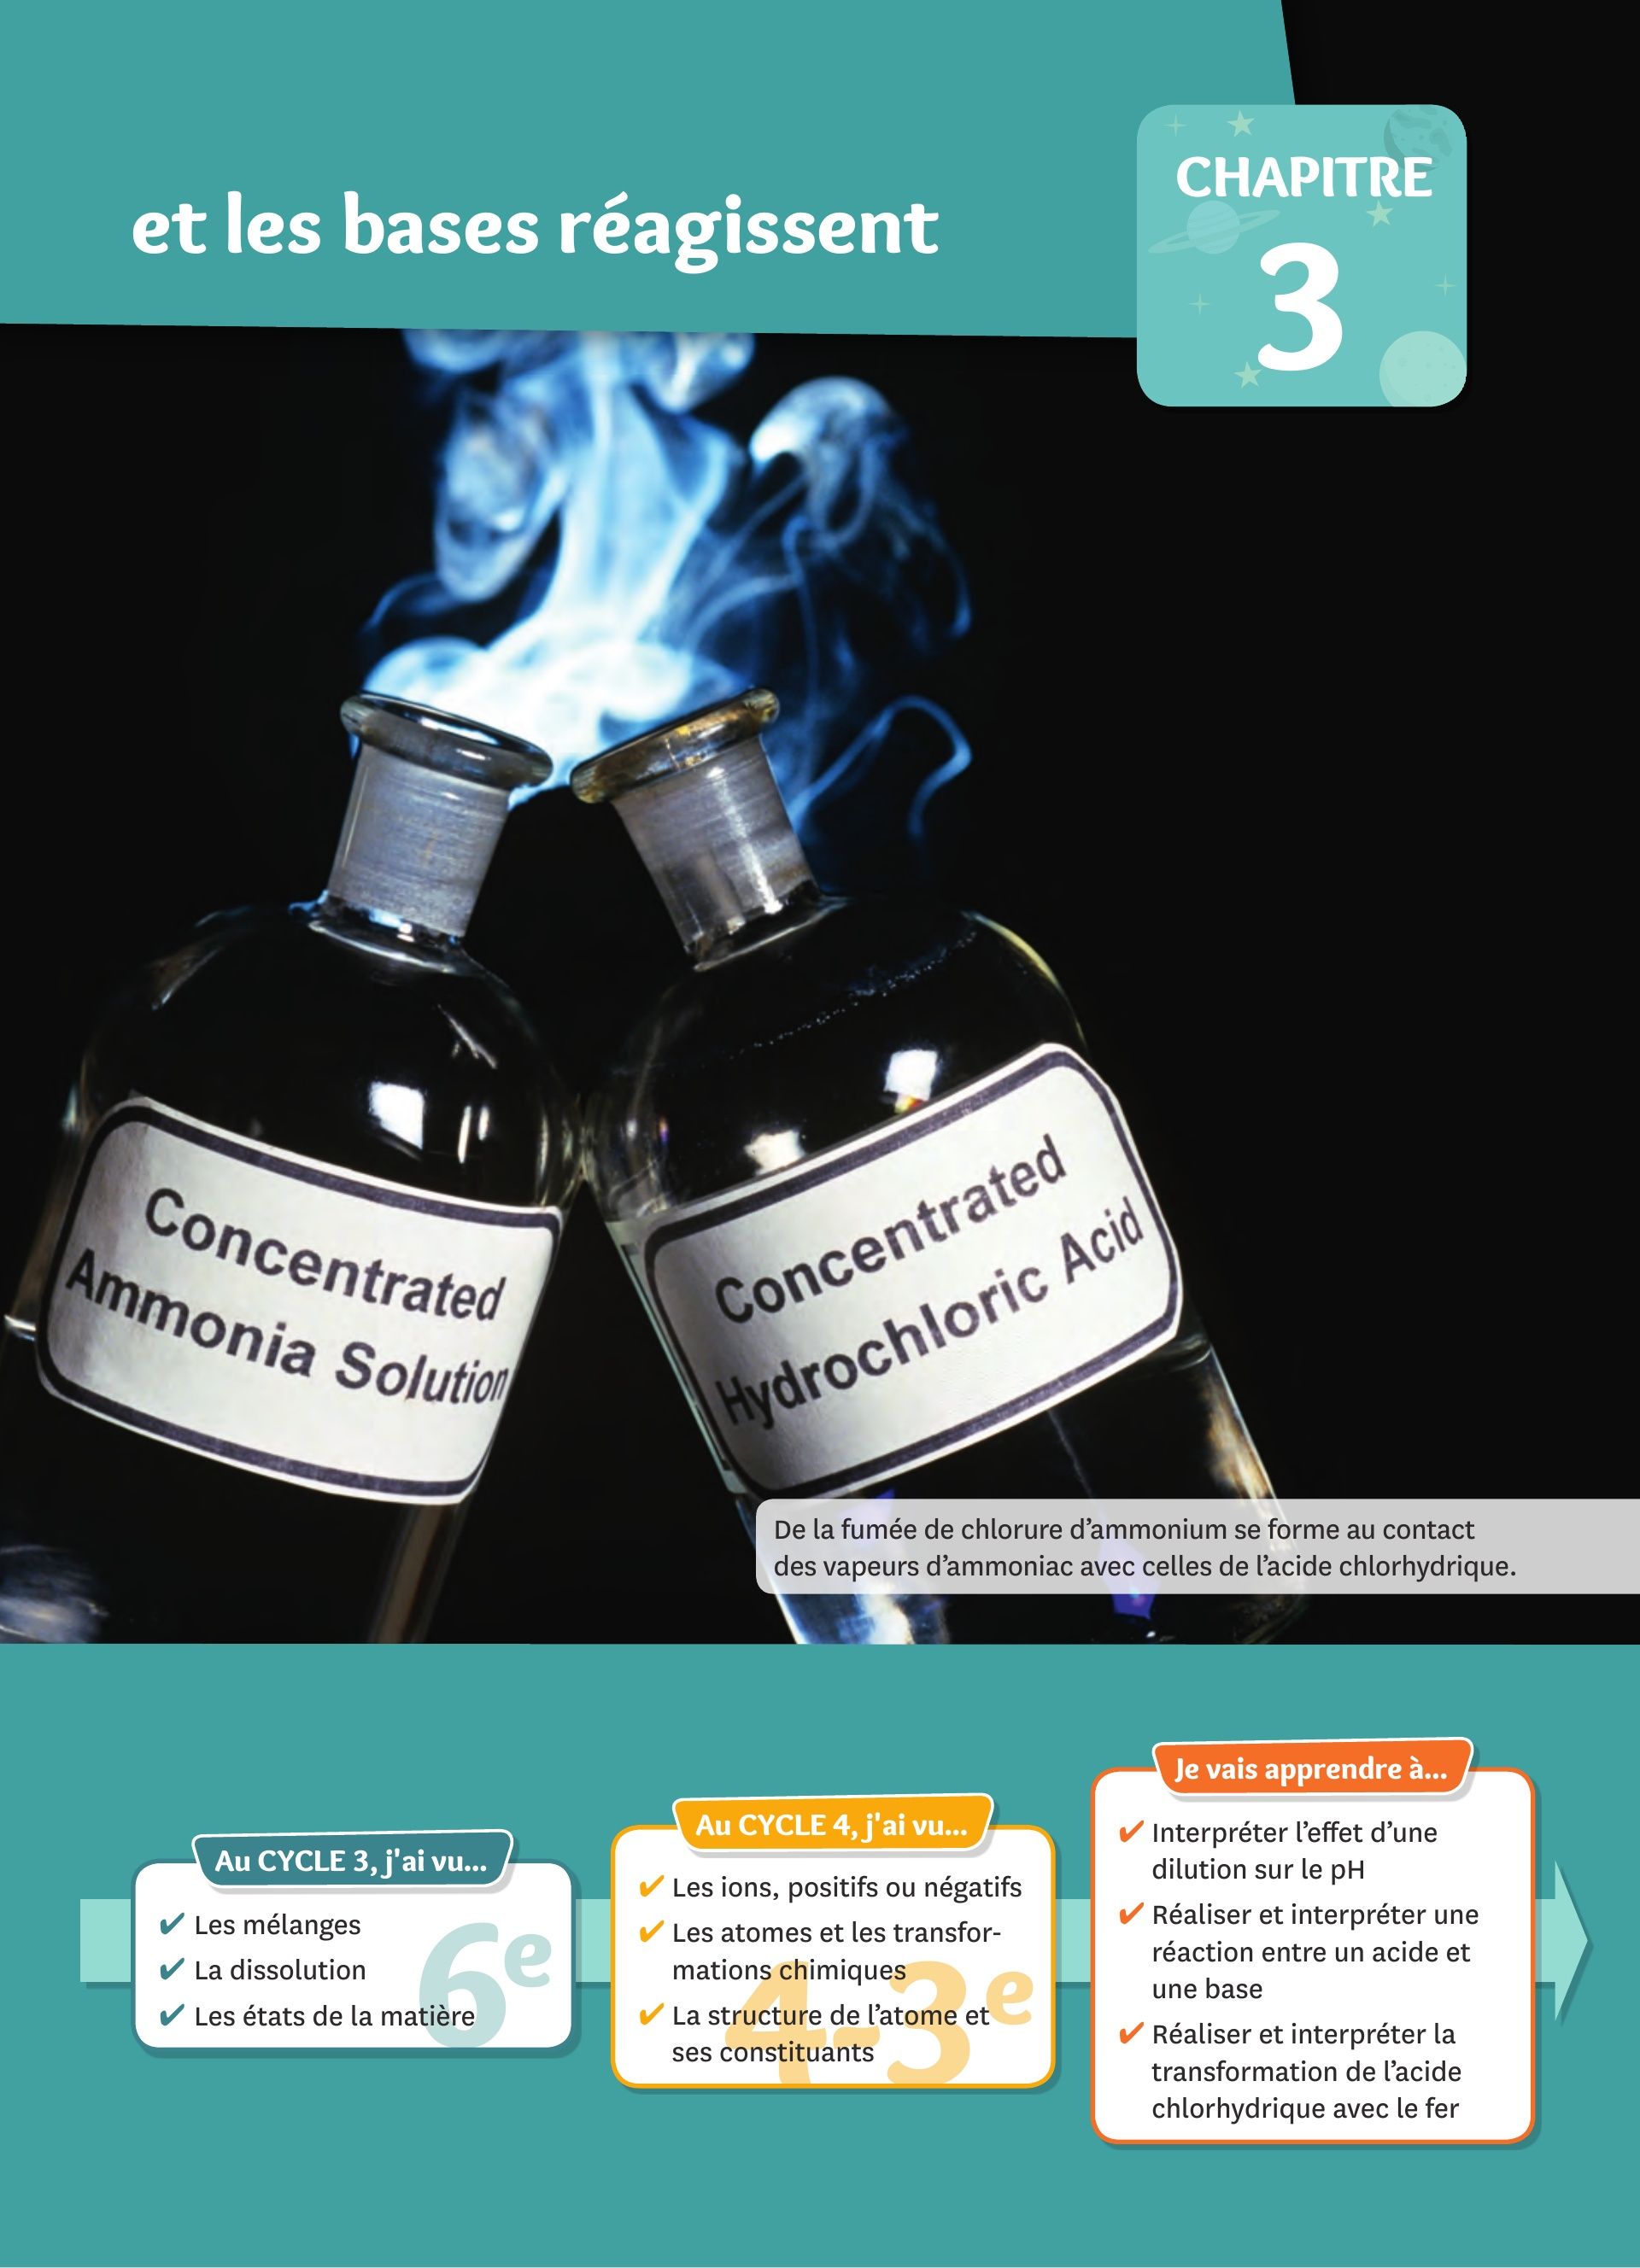 CHAPITRE
3
et les bases réagissent
Concentrated
Ammonia Solution
Concentrated
Hydrochloric Acid
De la fumée de chlorure d’ammonium se forme au contact
des vapeurs d’ammoniac avec celles de l’acide chlorhydrique.
Au CYCLE 3, j'ai vu...
✔ Les mélanges
✔ La dissolution
✔ Les états de la matière
6e
Au CYCLE 4, j'ai vu...
✔ Les ions, positifs ou négatifs
✔ Les atomes et les transfor-
mations chimiques
✔ La structure de l’atome et
ses constituants
4-3e
Je vais apprendre à...
✔ Interpréter l’effet d’une
dilution sur le pH
✔ Réaliser et interpréter une
réaction entre un acide et
une base
✔ Réaliser et interpréter la
transformation de l’acide
chlorhydrique avec le fer